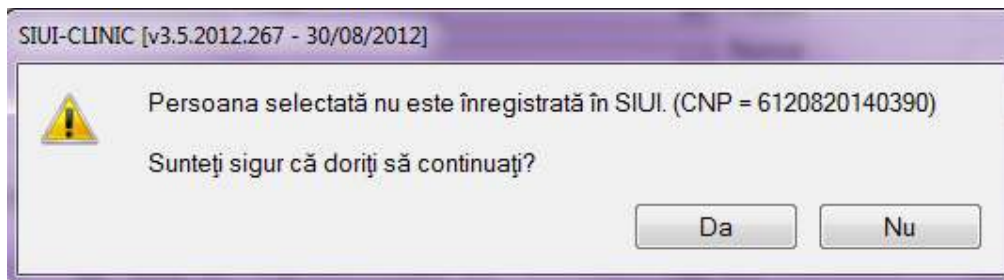 SIUI-CLINIC [v3.5.2012.267 - 30/08/2012]
Persoana selectată nu este înregistrată în SIUI. (CNP = 6120820140390)
Sunteţi sigur că doriţi să continuaţi?
Da Nu